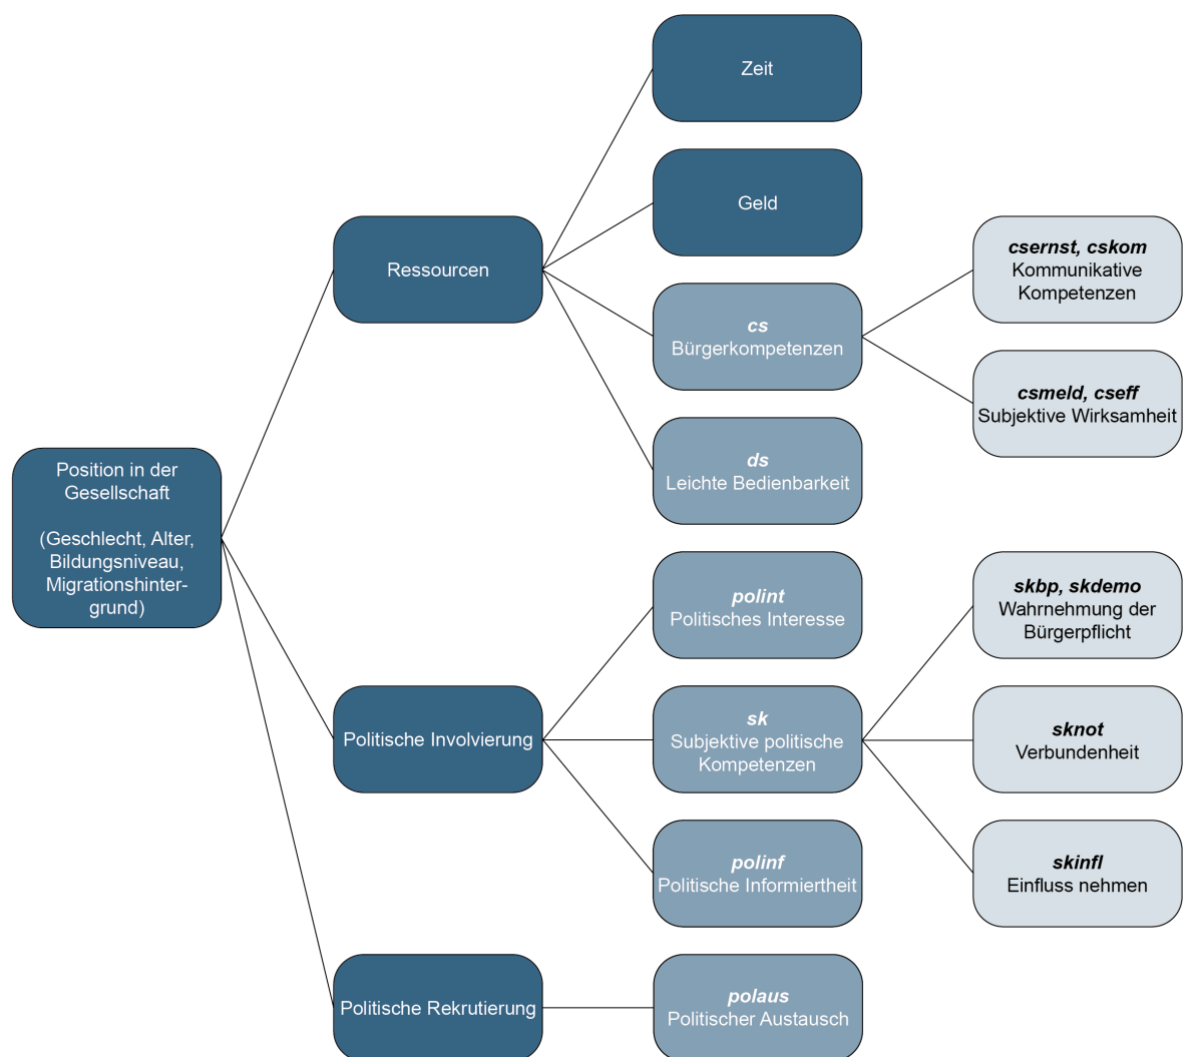 Zeit
Geld
Ressourcen
csernst, cskom
Kommunikative
Kompetenzen
cs
Bürgerkompetenzen
csmeld, cseff
Subjektive Wirksamheit
ds
Leichte Bedienbarkeit
Position in der
Gesellschaft
(Geschlecht, Alter,
Bildungsniveau,
Migrationshinter-
grund)
polint
Politisches Interesse
skbp, skdemo
Wahrnehmung der
Bürgerpflicht
Politische Involvierung
sk
Subjektive politische
Kompetenzen
sknot
Verbundenheit
polinf
Politische Informiertheit
skinfl
Einfluss nehmen
Politische Rekrutierung
polaus
Politischer Austausch